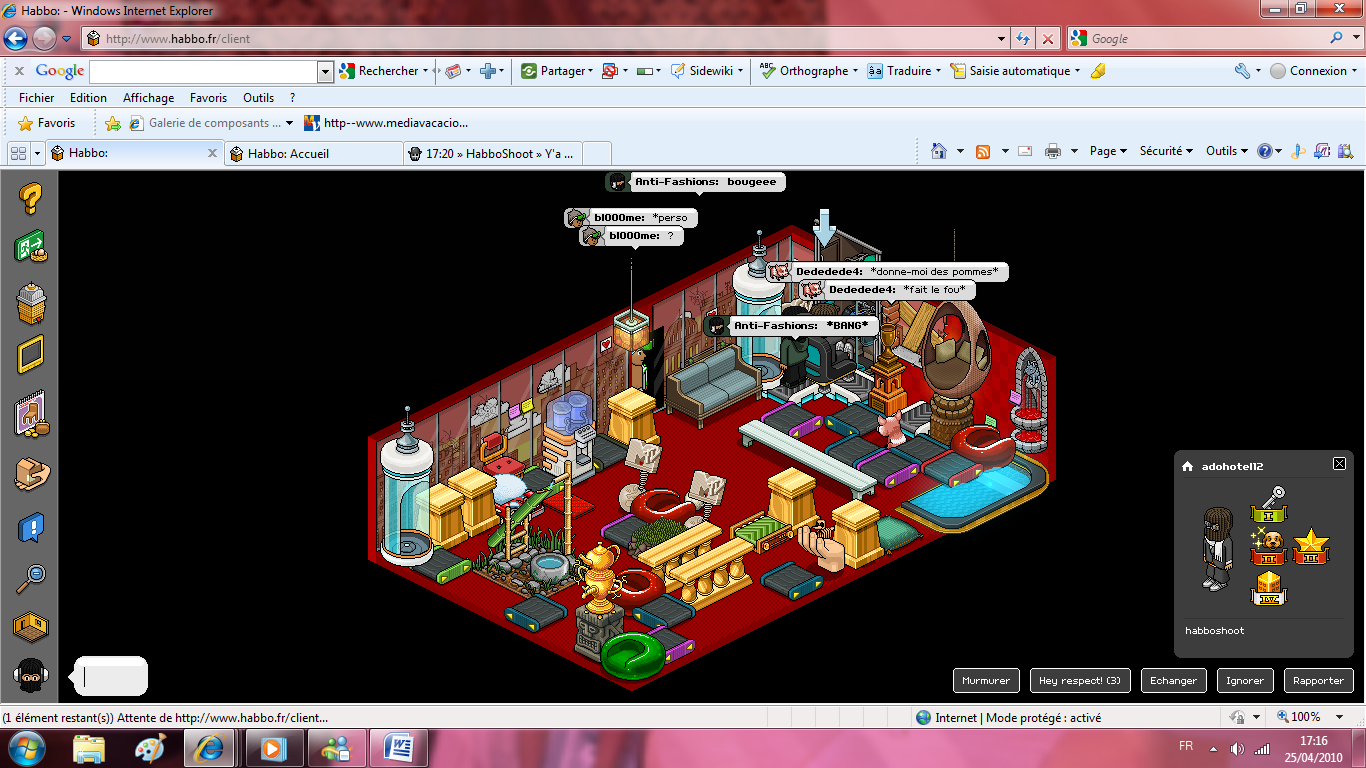 Habbo: - Windows Internet Explorer
http://www.habbo.fr/client
Google
Google
Rechercher
Partager
Sidewiki
ABC
Orthographe
Traduire
Saisie automatique
Connexion
Fichier Edition Affichage Favoris Outils ?
Favoris
Galerie de composants ...
http--www.mediavacacio...
Habbo:
Habbo: Accueil
17:20 » HabboShoot » Y'a ...
Page
Sécurité
Outils
Anti-Fashions: bougeee
bl000me: *perso
bl000me: ?
Dedede​de4: *donne-moi des pommes*
Dededede4: *fait le fou*
Anti-Fashions: *BANG*
adohotel12
habboshoot
Murmurer
Hey respect! (3)
Echanger
Ignorer
Rapporter
(1 élément restant(s)) Attente de http://www.habbo.fr/client...
Internet | Mode protégé : activé
100%
FR
17:16
25/04/2010